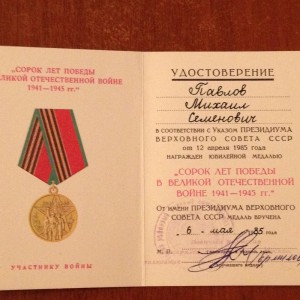 "СОРОК ЛЕТ ПОБЕДЫ
В ВЕЛИКОЙ ОТЕЧЕСТВЕННОЙ ВОЙНЕ
1941—1945 гг."
УЧАСТНИКУ ВОЙНЫ
УДОСТОВЕРЕНИЕ
Павлов
Михаил
Семенович
В СООТВЕТСТВИИ С УКАЗОМ ПРЕЗИДИУМА
ВЕРХОВНОГО СОВЕТА СССР
от 12 апреля 1985 года
НАГРАЖДЕН ЮБИЛЕЙНОЙ МЕДАЛЬЮ
"СОРОК ЛЕТ ПОБЕДЫ
В ВЕЛИКОЙ ОТЕЧЕСТВЕННОЙ
ВОЙНЕ 1941—1945 гг."
ОТ ИМЕНИ ПРЕЗИДИУМА ВЕРХОВНОГО
СОВЕТА СССР МЕДАЛЬ ВРУЧЕНА
6 мая 1985 года
М. П.